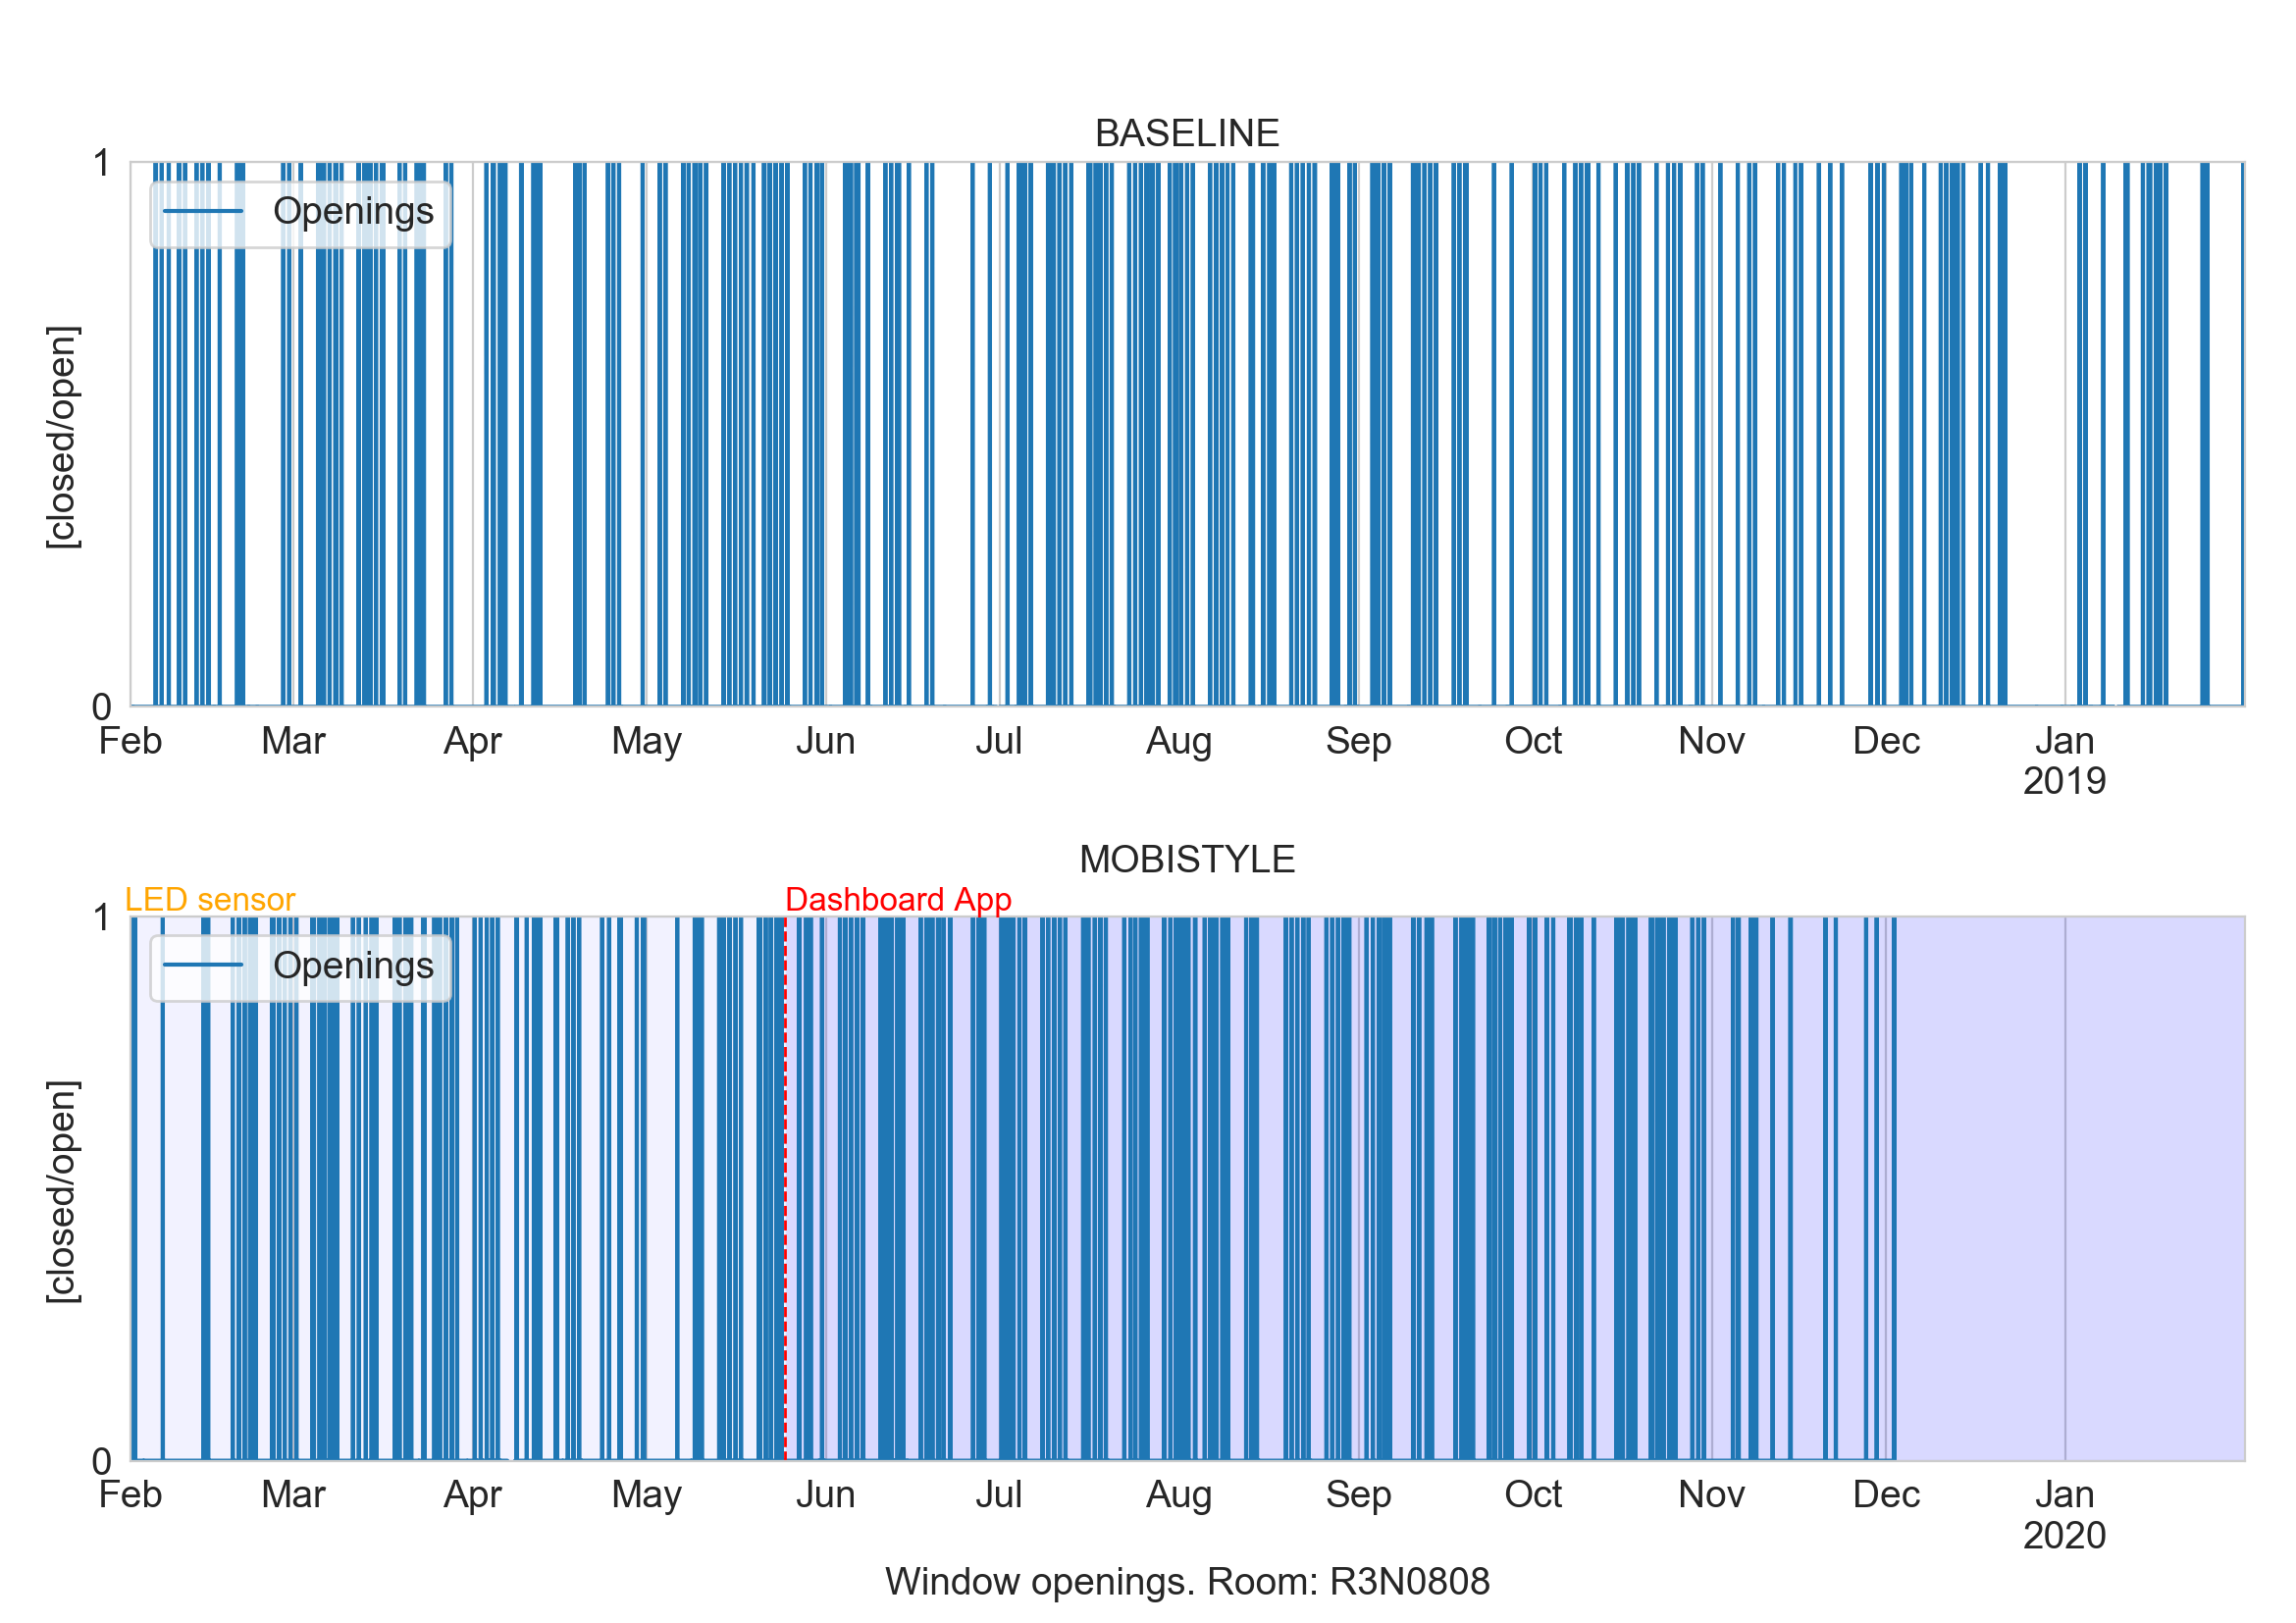 BASELINE
1
Openings
[closed/open]
0
Feb Mar Apr May Jun Jul Aug Sep Oct Nov Dec Jan
2019
MOBISTYLE
LED sensor Dashboard App
1
Openings
[closed/open]
0
Feb Mar Apr May Jun Jul Aug Sep Oct Nov Dec Jan
2020
Window openings. Room: R3N0808